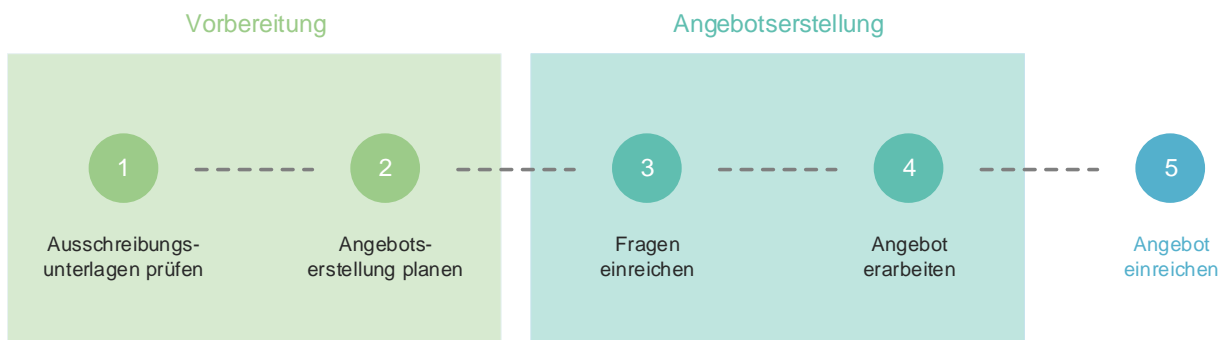 Vorbereitung
Angebotserstellung
1
2
3
4
5
Ausschreibungs-
unterlagen prüfen
Angebots-
erstellung planen
Fragen
einreichen
Angebot
erarbeiten
Angebot
einreichen